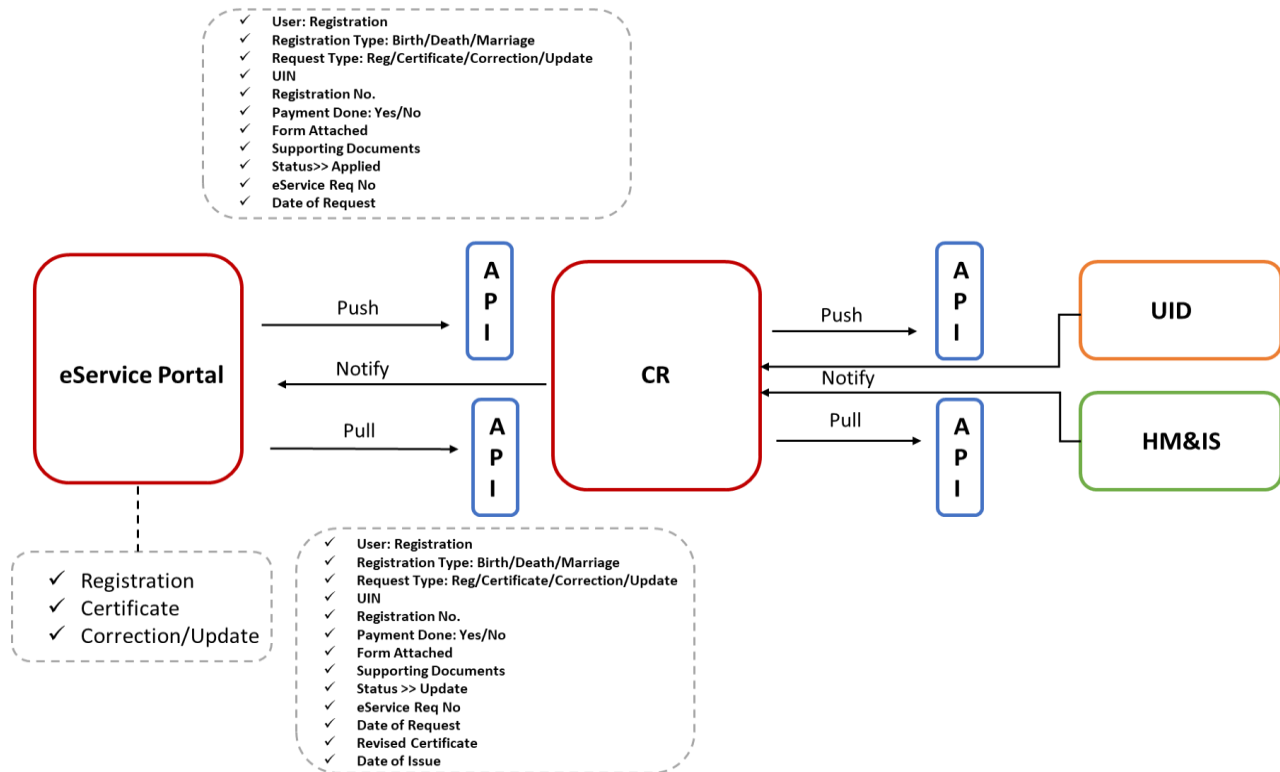 ✓ User: Registration
✓ Registration Type: Birth/Death/Marriage
✓ Request Type: Reg/Certificate/Correction/Update
✓ UIN
✓ Registration No.
✓ Payment Done: Yes/No
✓ Form Attached
✓ Supporting Documents
✓ Status>> Applied
✓ eService Req No
✓ Date of Request
eService Portal
Push
Notify
Pull
A
P
I
A
P
I
CR
Push
Notify
Pull
A
P
I
A
P
I
UID
HM&IS
✓ Registration
✓ Certificate
✓ Correction/Update
✓ User: Registration
✓ Registration Type: Birth/Death/Marriage
✓ Request Type: Reg/Certificate/Correction/Update
✓ UIN
✓ Registration No.
✓ Payment Done: Yes/No
✓ Form Attached
✓ Supporting Documents
✓ Status >> Update
✓ eService Req No
✓ Date of Request
✓ Revised Certificate
✓ Date of Issue